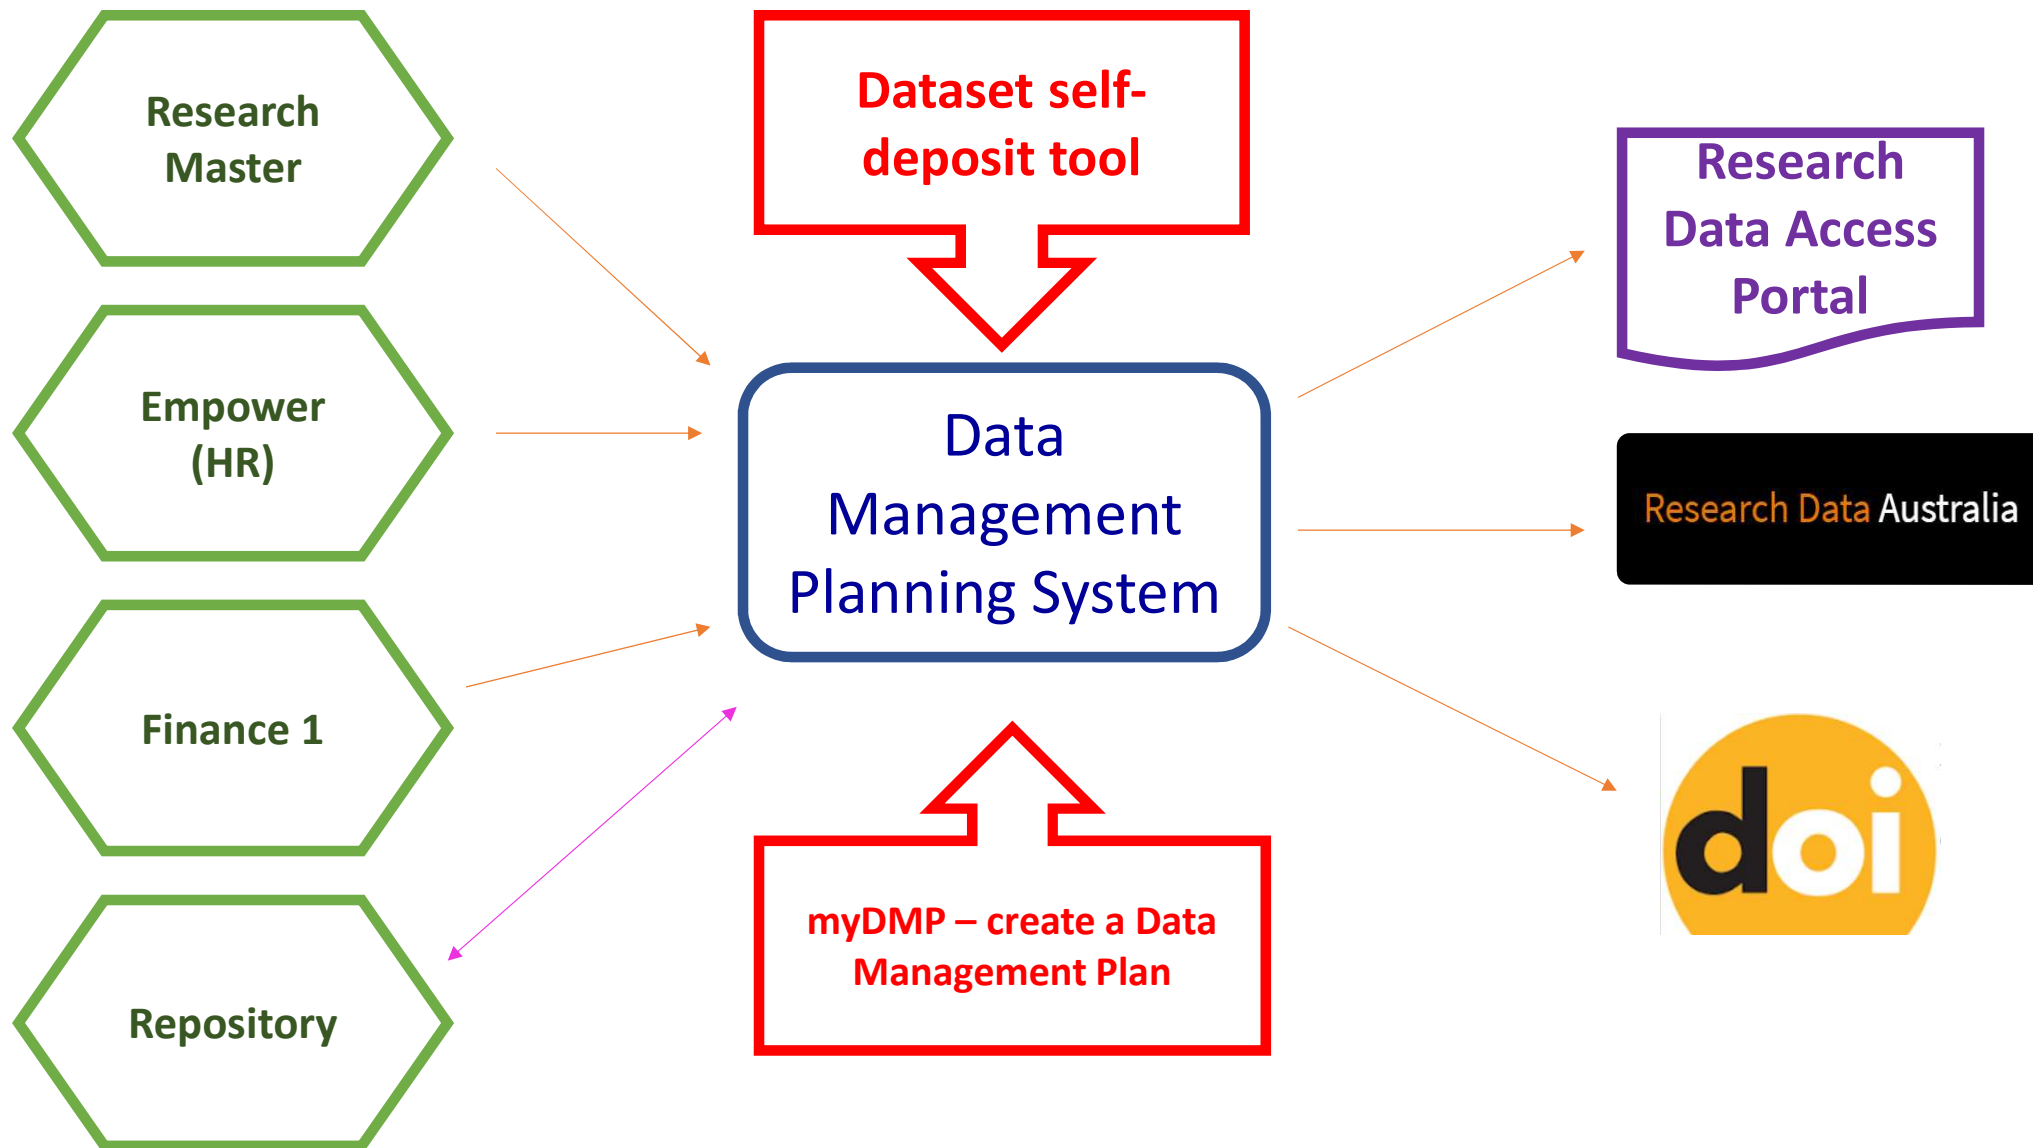 Research
Master
Empower
(HR)
Finance 1
Repository
Dataset self-
deposit tool
Data
Management
Planning System
myDMP – create a Data
Management Plan
Research
Data Access
Portal
Research Data Australia
doi